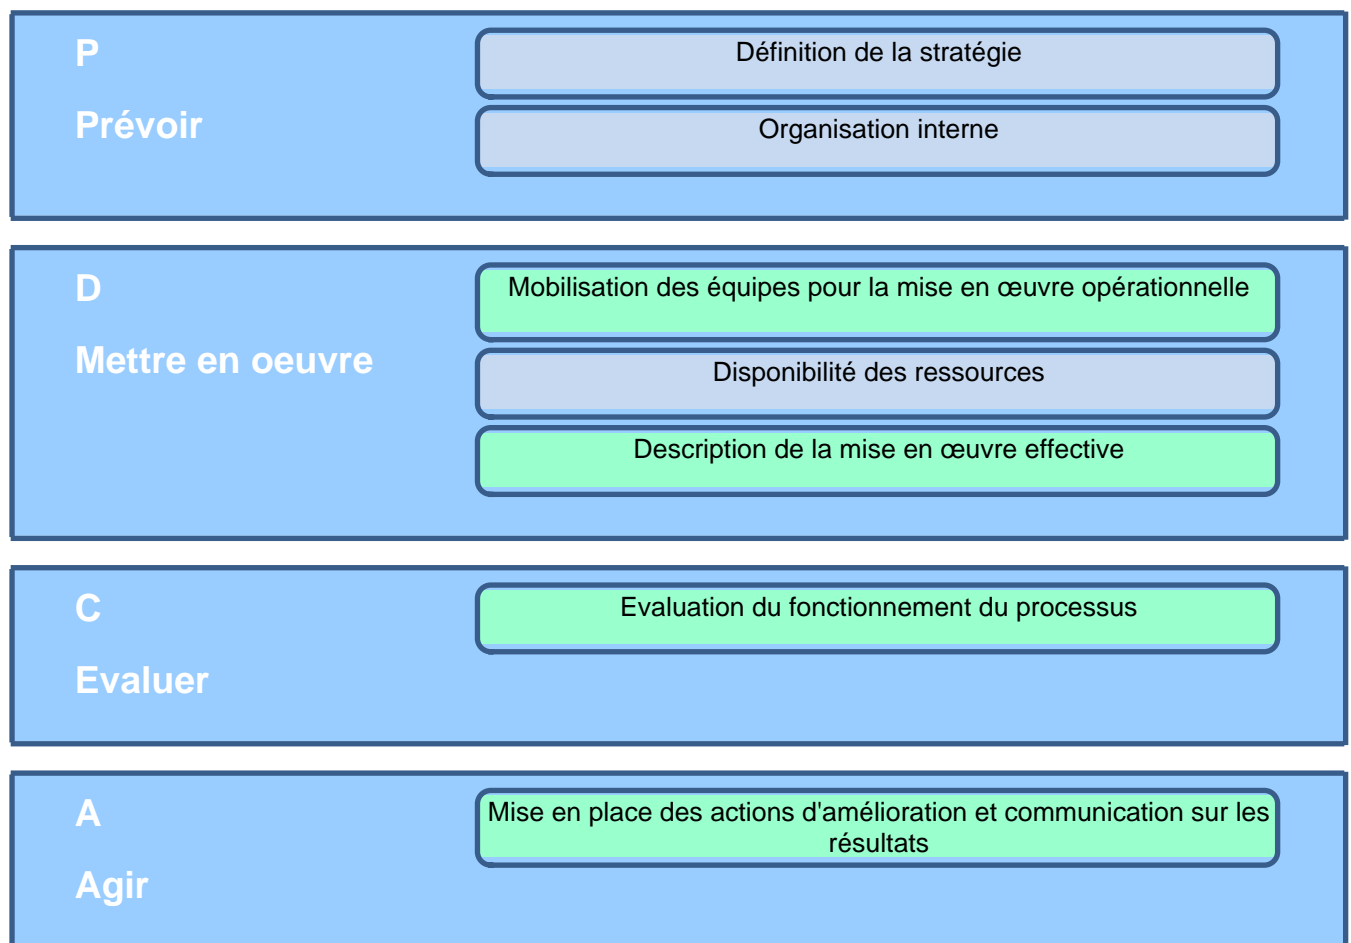 P
Prévoir
Définition de la stratégie
Organisation interne
D
Mettre en oeuvre
Mobilisation des équipes pour la mise en œuvre opérationnelle
Disponibilité des ressources
Description de la mise en œuvre effective
C
Evaluer
Evaluation du fonctionnement du processus
A
Agir
Mise en place des actions d'amélioration et communication sur les
résultats